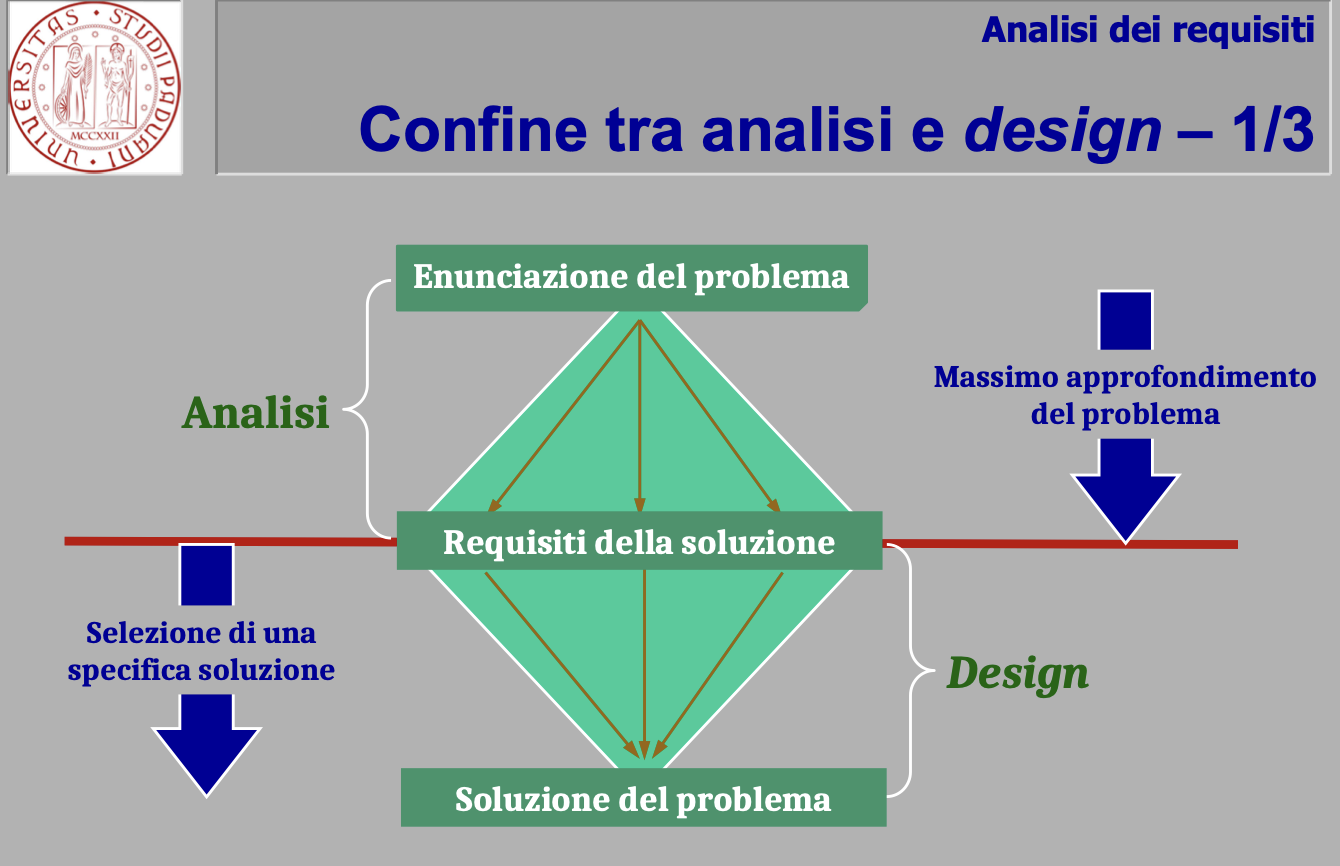 UNIVERSITAS • STUDII PADUANI •
MCCXXII
Analisi dei requisiti
Confine tra analisi e design – 1/3
Enunciazione del problema
Massimo approfondimento
del problema
Analisi
Requisiti della soluzione
Selezione di una
specifica soluzione
Design
Soluzione del problema